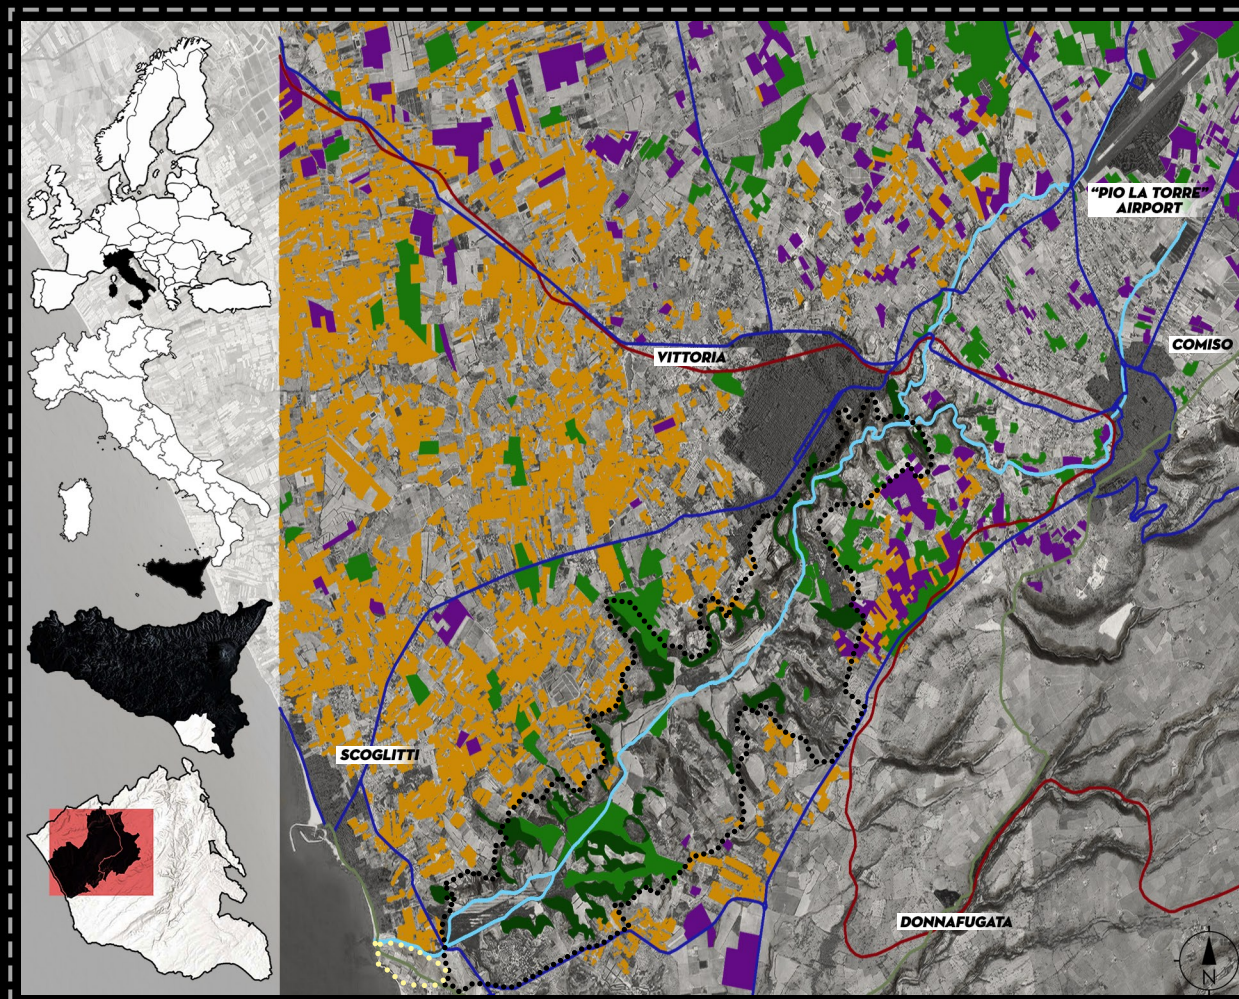 "PIO LA TORRE"
AIRPORT
COMISO
VITTORIA
SCOGLITTI
DONNAFUGATA
N